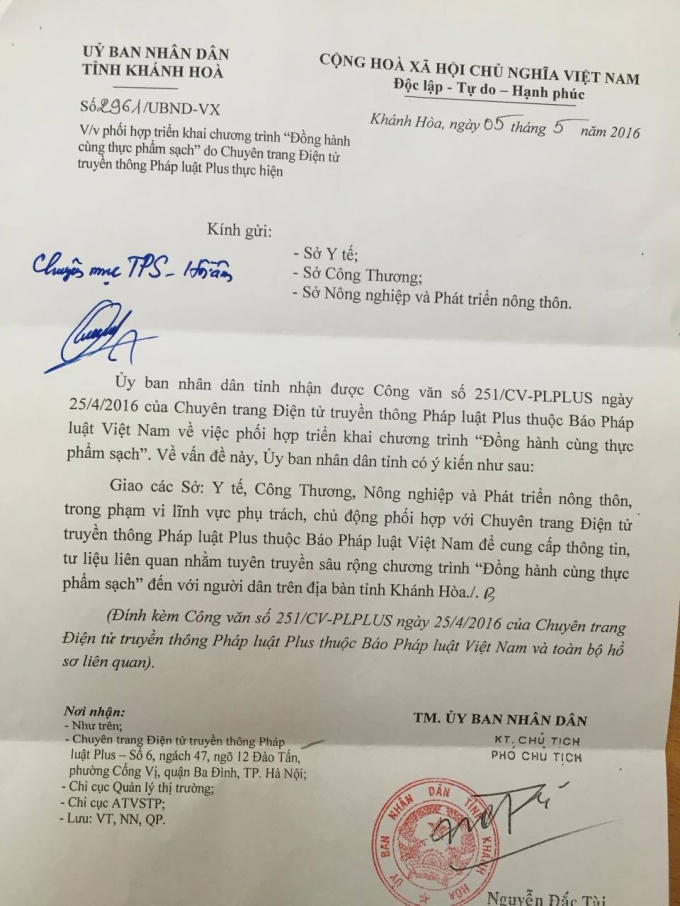 UỶ BAN NHÂN DÂN
TỈNH KHÁNH HOÀ
CỘNG HOÀ XÃ HỘI CHỦ NGHĨA VIỆT NAM
Độc lập - Tự do – Hạnh phúc
Số 2961/UBND-VX
Khánh Hòa, ngày 05 tháng 5 năm 2016
V/v phối hợp triển khai chương trình “Đồng hành
cùng thực phẩm sạch” do Chuyên trang Điện tử
truyền thông Pháp luật Plus thực hiện
Kính gửi:
- Sở Y tế;
- Sở Công Thương;
- Sở Nông nghiệp và Phát triển nông thôn.
Chuyên mục TPS -
Ủy ban nhân dân tỉnh nhận được Công văn số 251/CV-PLPLUS ngày
25/4/2016 của Chuyên trang Điện tử truyền thông Pháp luật Plus thuộc Báo Pháp
luật Việt Nam về việc phối hợp triển khai chương trình “Đồng hành cùng thực
phẩm sạch”. Về vấn đề này, Ủy ban nhân dân tỉnh có ý kiến như sau:
Giao các Sở: Y tế, Công Thương, Nông nghiệp và Phát triển nông thôn,
trong phạm vi lĩnh vực phụ trách, chủ động phối hợp với Chuyên trang Điện tử
truyền thông Pháp luật Plus thuộc Báo Pháp luật Việt Nam để cung cấp thông tin,
tư liệu liên quan nhằm tuyên truyền sâu rộng chương trình “Đồng hành cùng thực
phẩm sạch” đến với người dân trên địa bàn tỉnh Khánh Hòa./.
(Đính kèm Công văn số 251/CV-PLPLUS ngày 25/4/2016 của Chuyên trang
Điện tử truyền thông Pháp luật Plus thuộc Báo Pháp luật Việt Nam và toàn bộ hồ
sơ liên quan).
Nơi nhận:
- Như trên;
- Chuyên trang Điện tử truyền thông Pháp
luật Plus – Số 6, ngách 47, ngõ 12 Đào Tấn,
phường Cống Vị, quận Ba Đình, TP. Hà Nội;
- Chi cục Quản lý thị trường;
- Chi cục ATVSTP;
- Lưu: VT, NN, QP.
TM. ỦY BAN NHÂN DÂN
KT. CHỦ TỊCH
PHÓ CHỦ TỊCH
ỦY BAN NHÂN DÂN TỈNH KHÁNH HÒA
Nguyễn Đắc Tài